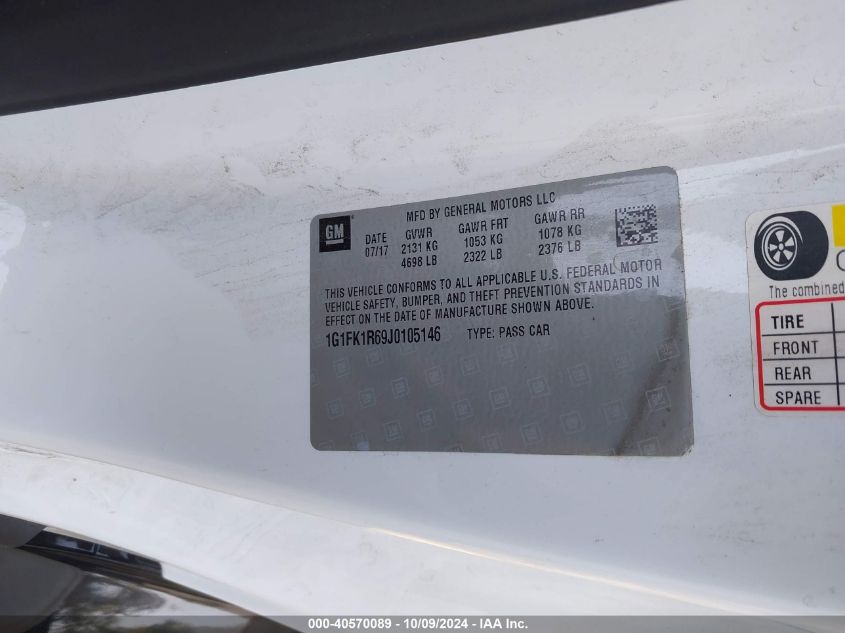 GM
MFD BY GENERAL MOTORS LLC
DATE GVWR GAWR FRT GAWR RR
07/17 2131 KG 1053 KG 1078 KG
4698 LB 2322 LB 2376 LB
THIS VEHICLE CONFORMS TO ALL APPLICABLE U.S. FEDERAL MOTOR
VEHICLE SAFETY, BUMPER, AND THEFT PREVENTION STANDARDS IN
EFFECT ON THE DATE OF MANUFACTURE SHOWN ABOVE.
1G1FK1R69J0105146 TYPE: PASS CAR
The combined
TIRE
FRONT
REAR
SPARE
000-40570089 - 10/09/2024 - IAA Inc.